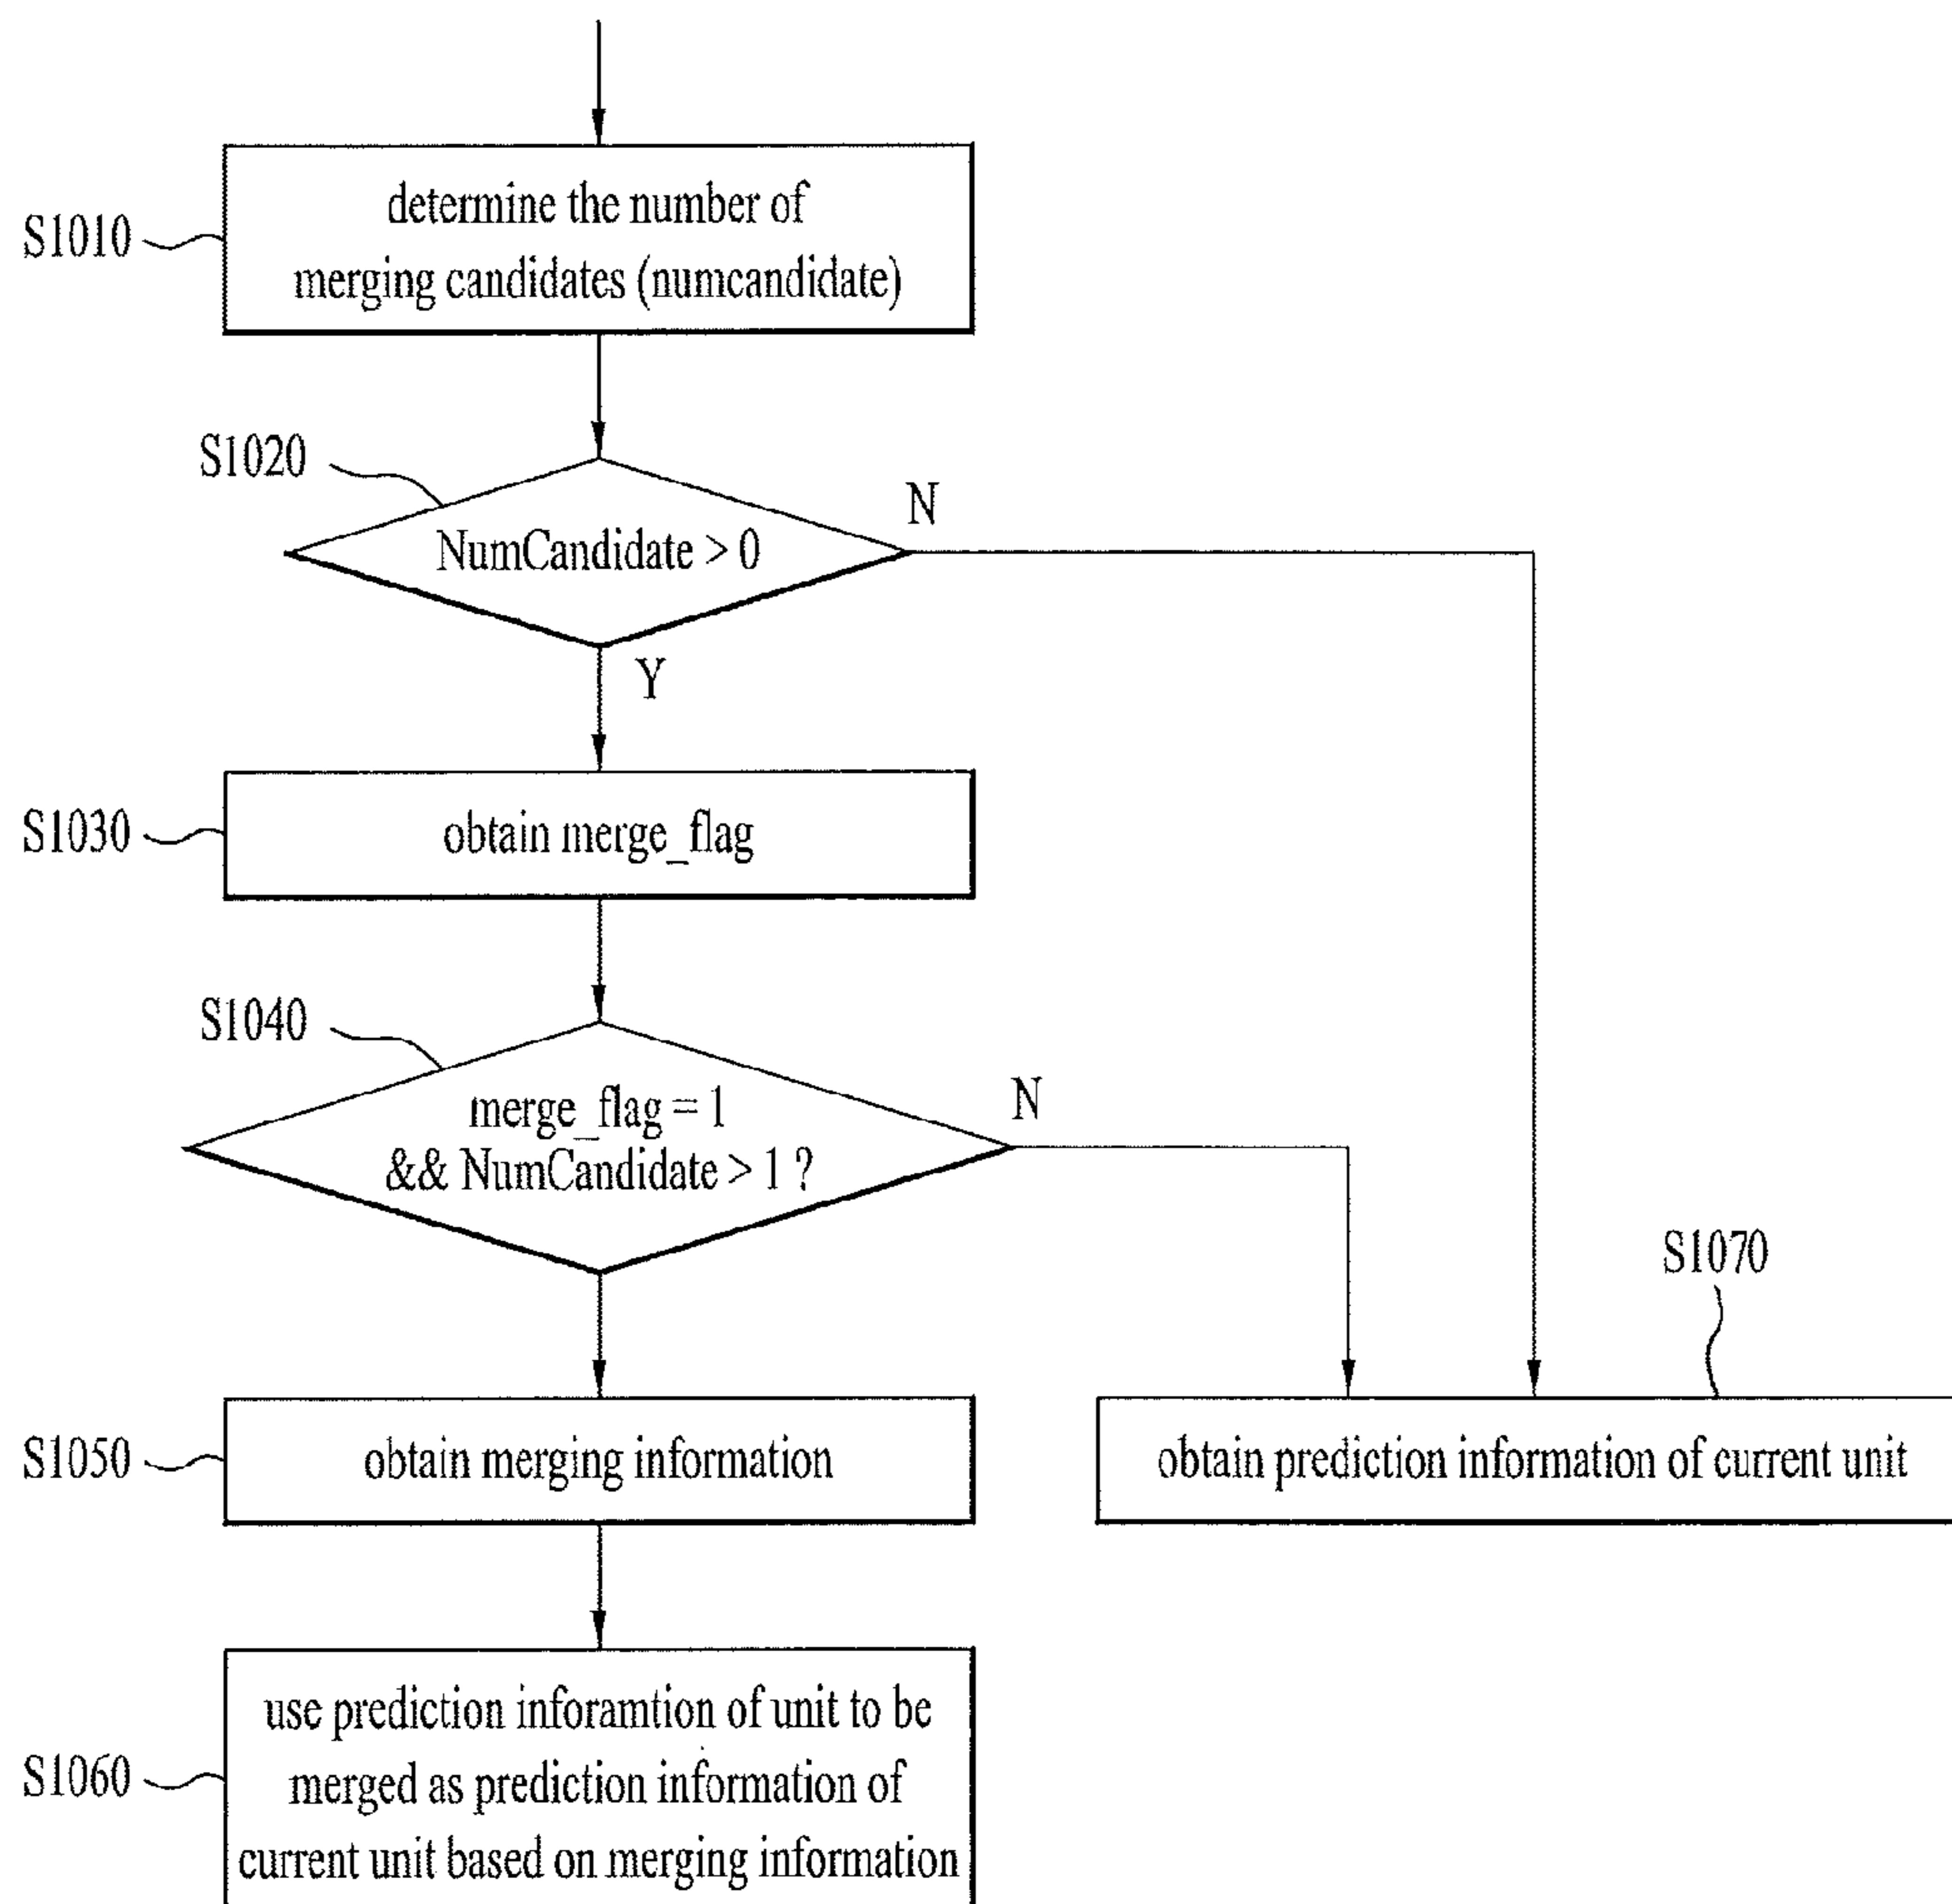 S1010
determine the number of
merging candidates (numcandidate)
S1020
NumCandidate > 0
N
Y
S1030
obtain merge_flag
S1040
merge_flag = 1
&& NumCandidate > 1 ?
N
S1050
obtain merging information
S1070
obtain prediction information of current unit
S1060
use prediction inforamtion of unit to be
merged as prediction information of
current unit based on merging information